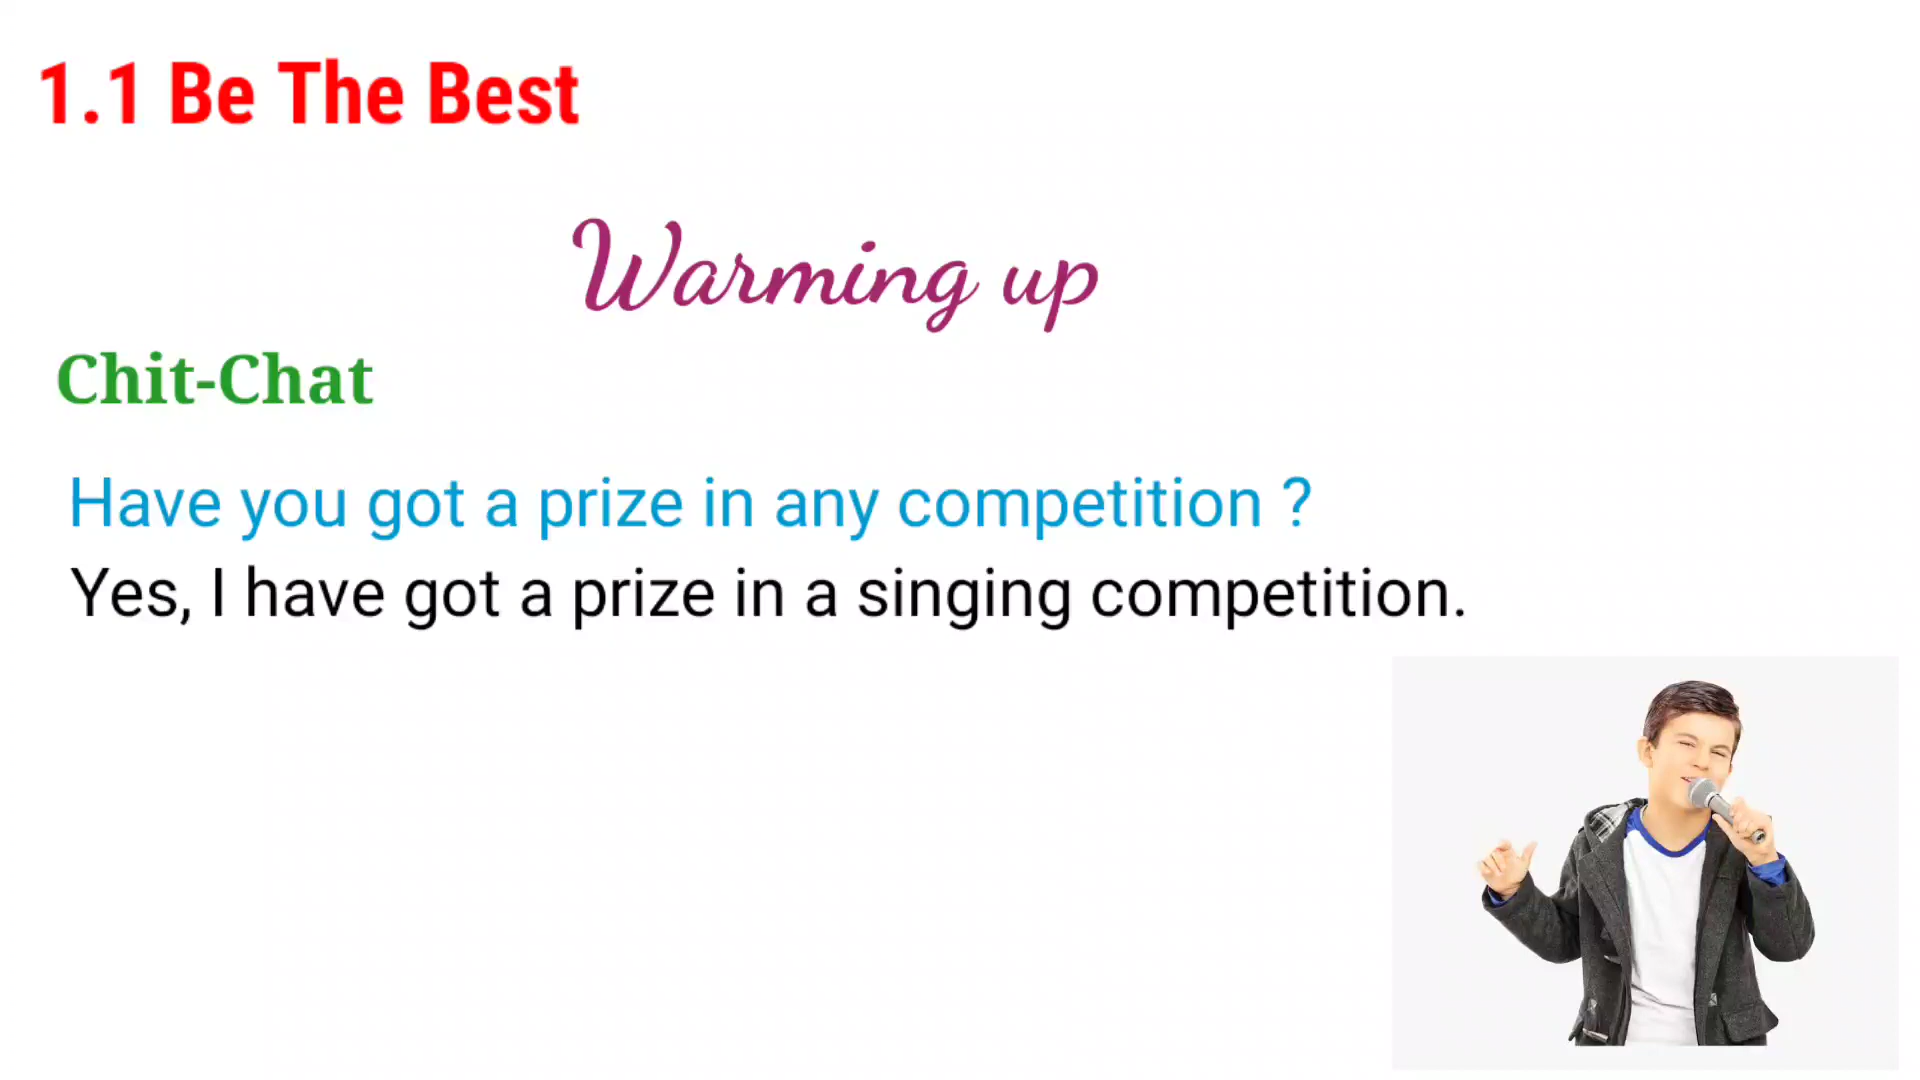 1.1 Be The Best
Warming up
Chit-Chat
Have you got a prize in any competition ?
Yes, I have got a prize in a singing competition.